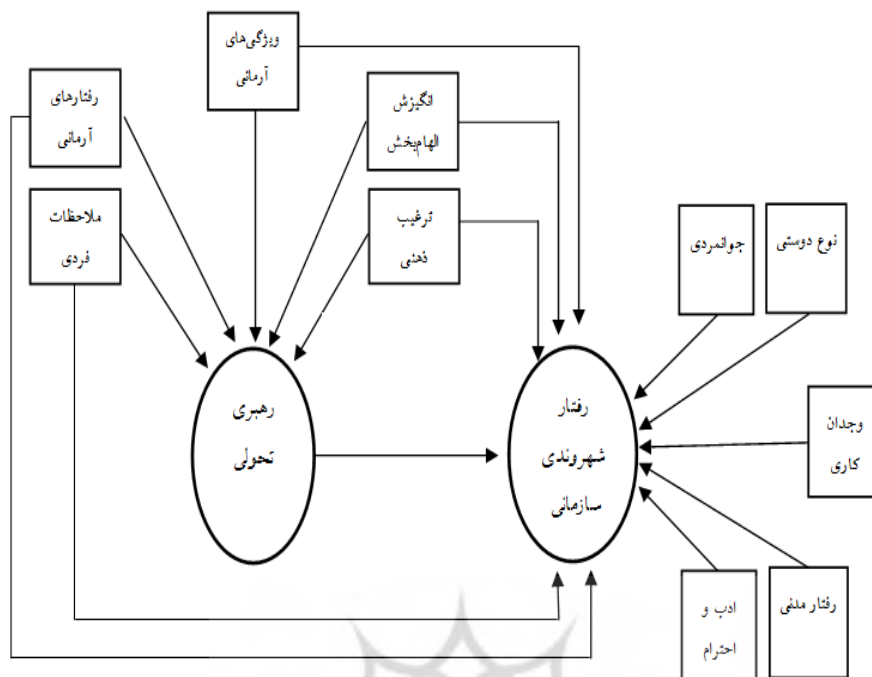 ویژگی‌های
آرمانی
رفتارهای
آرمانی
انگیزش
الهام‌بخش
ملاحظات
فردی
ترغیب
ذهنی
نوع دوستی
جوانمردی
رهبری
تحولی
رفتار
شهروندی
سازمانی
وجدان
کاری
رفتار مدنی
ادب و
احترام